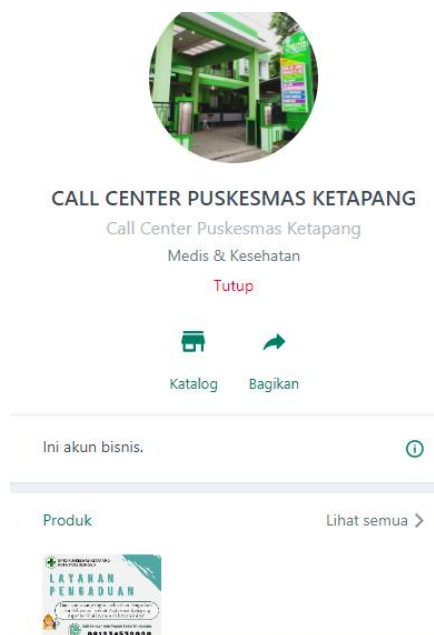 CALL CENTER PUSKESMAS KETAPANG
Call Center Puskesmas Ketapang
Medis & Kesehatan
Tutup
Katalog Bagikan
Ini akun bisnis.
Produk Lihat semua
LAYANAN
PENGADUAN